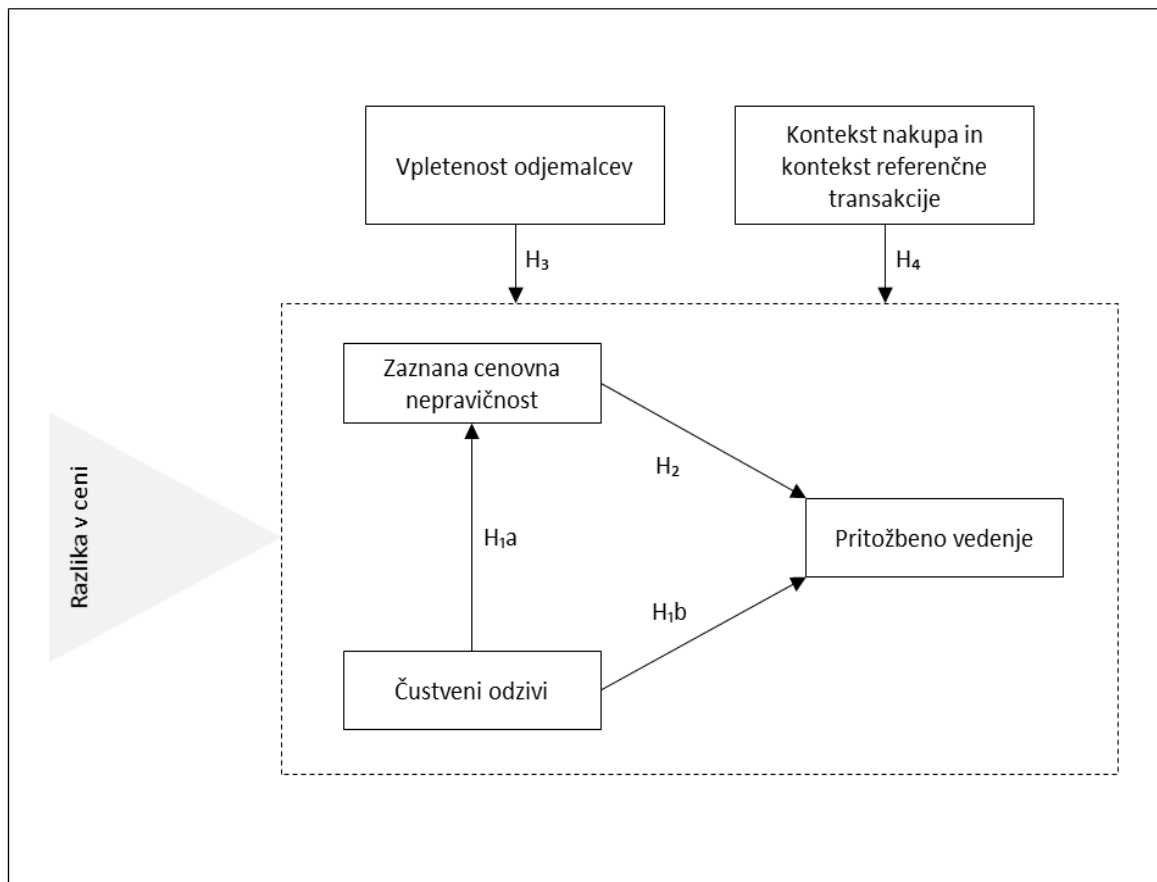 Vpletenost odjemalcev
Kontekst nakupa in
kontekst referenčne
transakcije
H₃
H₄
Zaznana cenovna
nepravičnost
H₂
Razlika v ceni
H₁a
Pritožbeno vedenje
H₁b
Čustveni odzivi